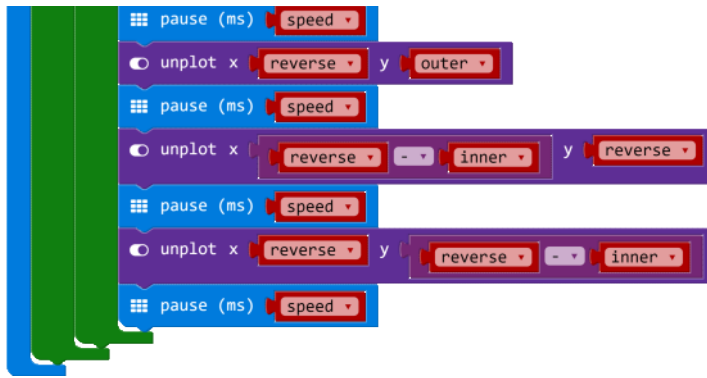 pause (ms) speed
unplot x reverse y outer
pause (ms) speed
unplot x reverse - inner y reverse
pause (ms) speed
unplot x reverse y reverse - inner
pause (ms) speed